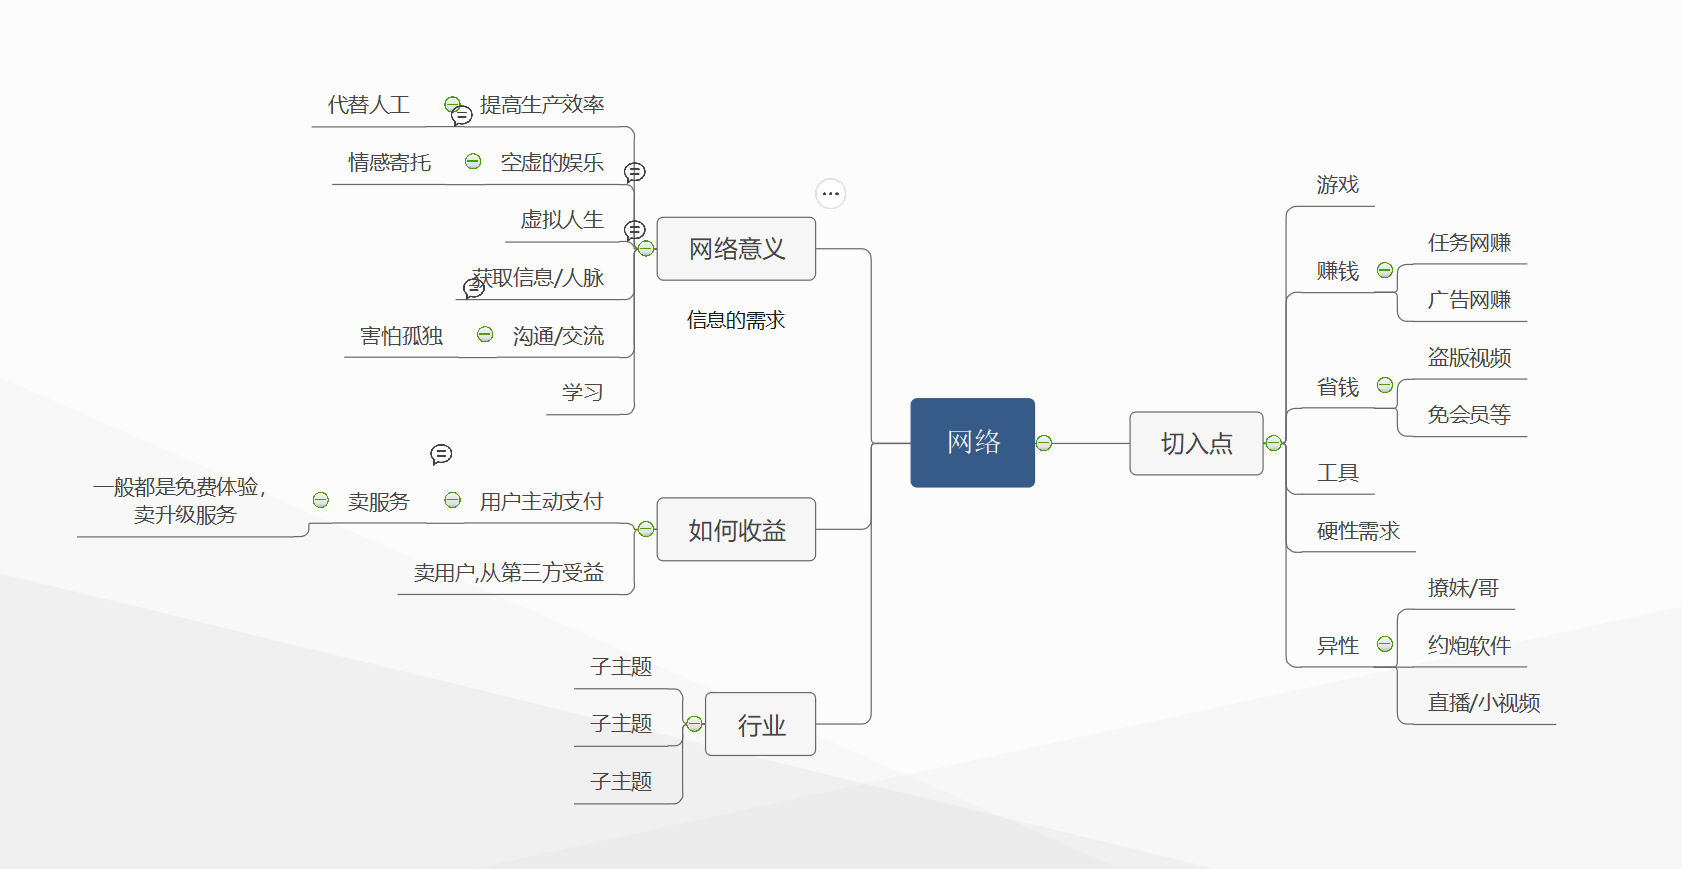 代替人工
提高生产效率
情感寄托
空虚的娱乐
虚拟人生
获取信息/人脉
害怕孤独
沟通/交流
学习
网络意义
信息的需求
一般都是免费体验，
卖升级服务
卖服务
用户主动支付
卖用户,从第三方受益
如何收益
子主题
子主题
子主题
行业
网络
切入点
游戏
赚钱
任务网赚
广告网赚
省钱
盗版视频
免会员等
工具
硬性需求
异性
撩妹/哥
约炮软件
直播/小视频